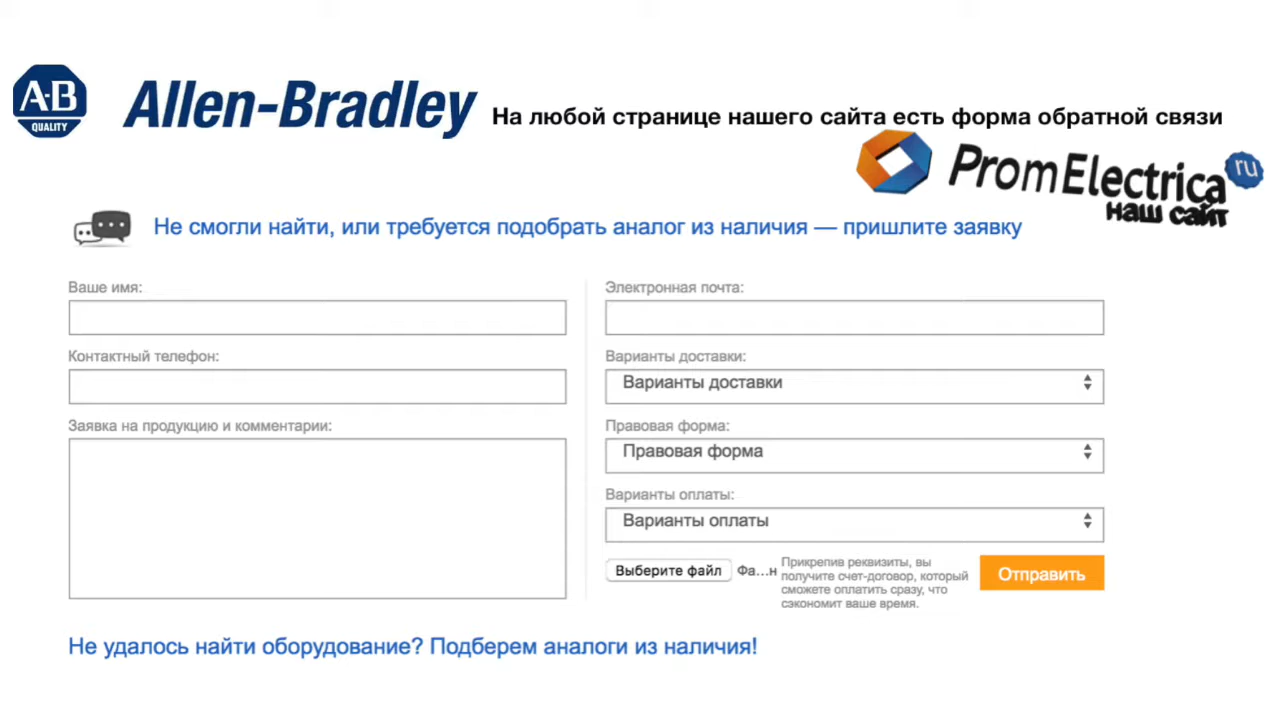 A-B
QUALITY
Allen-Bradley
На любой странице нашего сайта есть форма обратной связи
PromElectrica ru
наш сайт
Не смогли найти, или требуется подобрать аналог из наличия — пришлите заявку
Ваше имя:
Электронная почта:
Контактный телефон:
Варианты доставки:
Варианты доставки
Заявка на продукцию и комментарии:
Правовая форма:
Правовая форма
Варианты оплаты:
Варианты оплаты
Выберите файл Фа...н
Прикрепив реквизиты, вы
получите счет-договор, который
сможете оплатить сразу, что
сэкономит ваше время.
Отправить
Не удалось найти оборудование? Подберем аналоги из наличия!